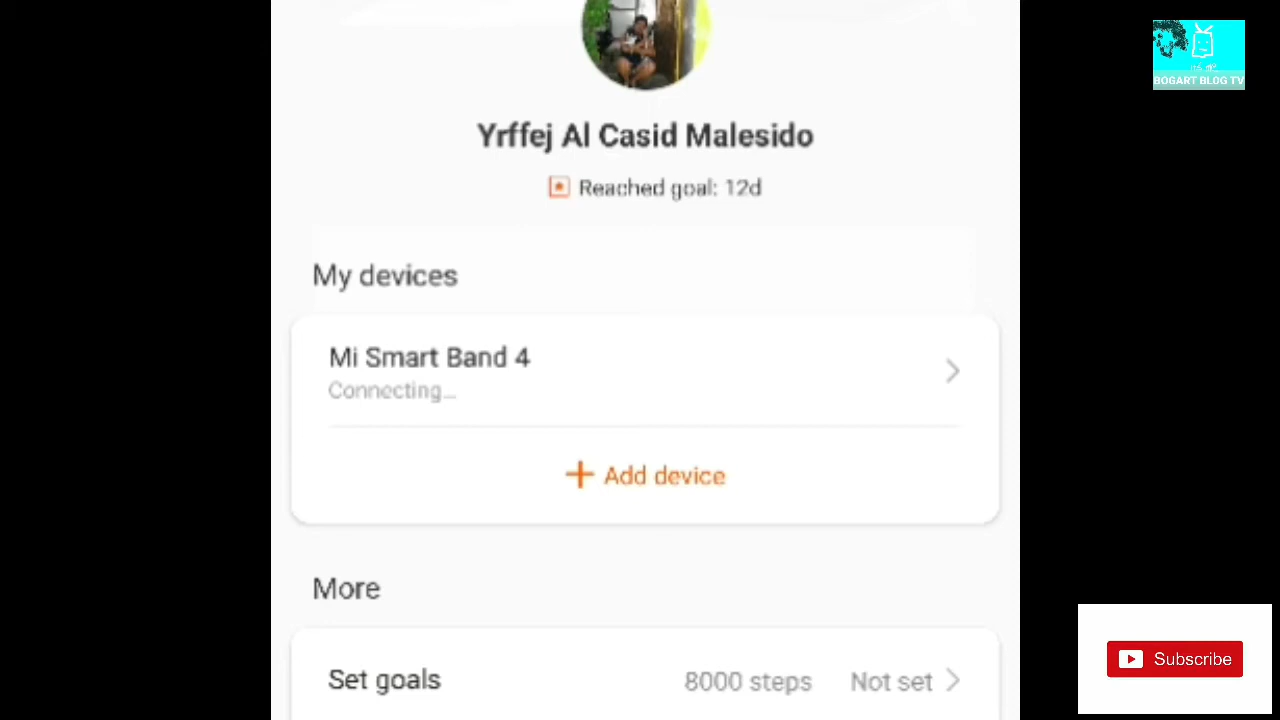 BOGART BLOG TV
Yrffej Al Casid Malesido
Reached goal: 12d
My devices
Mi Smart Band 4
Connecting...
+ Add device
More
Set goals 8000 steps Not set
Subscribe